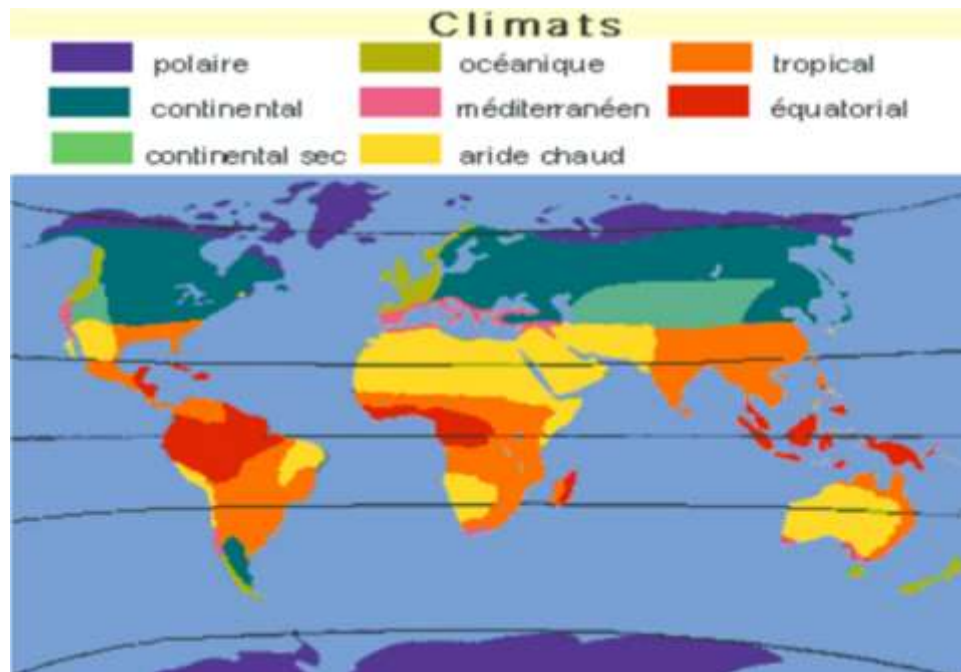 Climats
polaire océanique tropical
continental méditerranéen équatorial
continental sec aride chaud